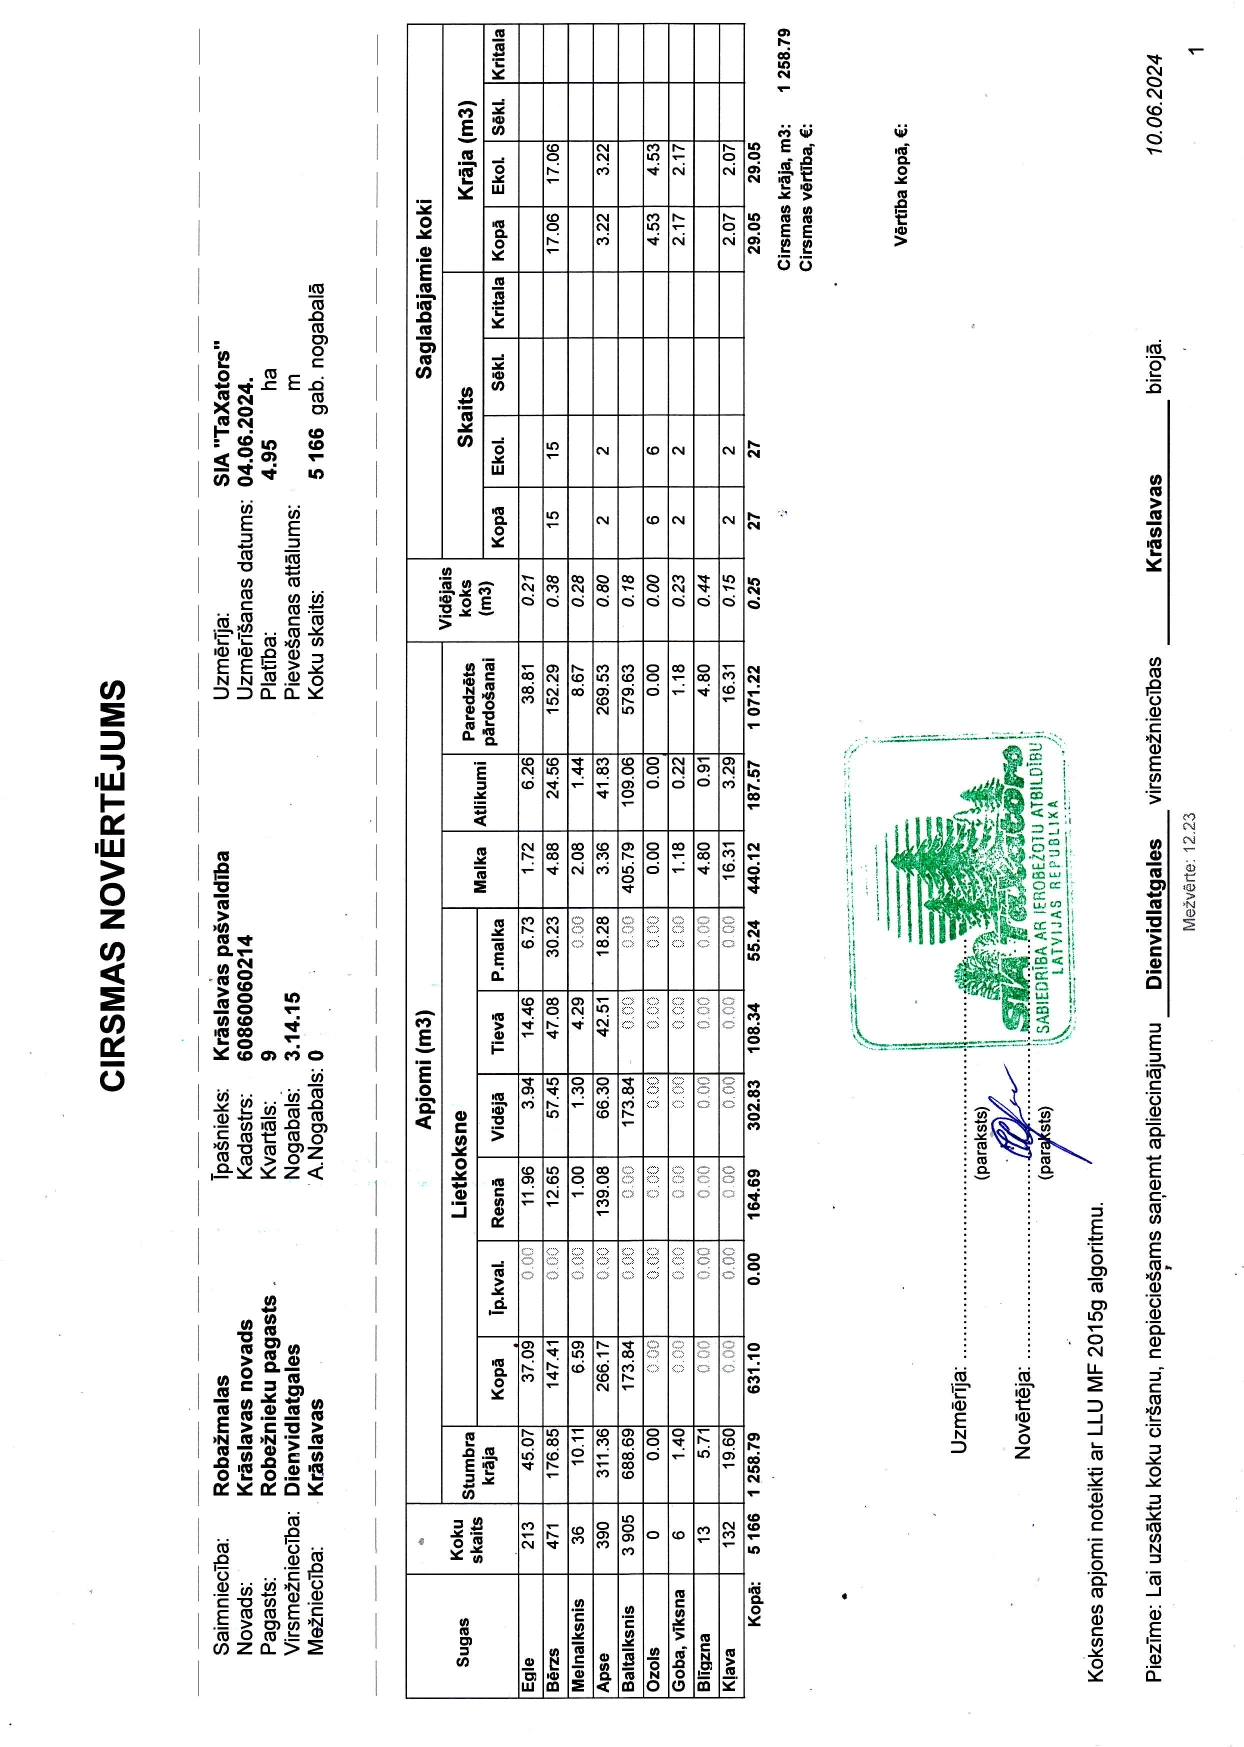 CIRSMAS NOVĒRTĒJUMS
Saimniecība: Robažmalas Īpašnieks: Krāslavas pašvaldība Uzmērīja: SIA "TaXators"
Novads: Krāslavas novads Kadastrs: 60860060214 Uzmērīšanas datums: 04.06.2024.
Pagasts: Robežnieku pagasts Kvartāls: 9 Platība: 4.95 ha
Virsmežniecība: Dienvidlatgales Nogabals: 3.14.15 Pievešanas attālums: m
Mežniecība: Krāslavas A.Nogabals: 0 Koku skaits: 5 166 gab. nogabalā
Sugas Koku skaits Apjomi (m3) Vidējais koks (m3) Saglabājamie koki
Stumbra krāja Lietkoksne Malka Atlikumi Paredzēts pārdošanai Skaits Krāja (m3)
Kopā Īp.kval. Resnā Vidējā Tievā P.malka Kopā Ekol. Sēkl. Kritala Kopā Ekol. Sēkl. Kritala
Egle 213 45.07 37.09 0.00 11.96 3.94 14.46 6.73 1.72 6.26 38.81 0.21
Bērzs 471 176.85 147.41 0.00 12.65 57.45 47.08 30.23 4.88 24.56 152.29 0.38 15 15 17.06 17.06
Melnalksnis 36 10.11 6.59 0.00 1.00 1.30 4.29 0.00 2.08 1.44 8.67 0.28
Apse 390 311.36 266.17 0.00 139.08 66.30 42.51 18.28 3.36 41.83 269.53 0.80 2 2 3.22 3.22
Baltalksnis 3 905 688.69 173.84 0.00 0.00 173.84 0.00 0.00 405.79 109.06 579.63 0.18
Ozols 0 0.00 0.00 0.00 0.00 0.00 0.00 0.00 0.00 0.00 0.00 0.00 6 6 4.53 4.53
Goba, vīksna 6 1.40 0.00 0.00 0.00 0.00 0.00 0.00 1.18 0.22 1.18 0.23 2 2 2.17 2.17
Blīgzna 13 5.71 0.00 0.00 0.00 0.00 0.00 0.00 4.80 0.91 4.80 0.44
Kļava 132 19.60 0.00 0.00 0.00 0.00 0.00 0.00 16.31 3.29 16.31 0.15 2 2 2.07 2.07
Kopā: 5 166 1 258.79 631.10 0.00 164.69 302.83 108.34 55.24 440.12 187.57 1 071.22 0.25 27 27 29.05 29.05
Cirsmas krāja, m3: 1 258.79
Cirsmas vērtība, €:
Vērtība kopā, €:
Uzmērīja: ........
(paraksts)
Novērtēja: ........
(paraksts)
SIA Taxators
SABIEDRĪBA AR IEROBEŽOTU ATBILDĪBU
LATVIJAS REPUBLIKA
Koksnes apjomi noteikti ar LLU MF 2015g algoritmu.
Piezīme: Lai uzsāktu koku ciršanu, nepieciešams saņemt apliecinājumu Dienvidlatgales virsmežniecības Krāslavas birojā. 10.06.2024
Mežvērte: 12.23
1